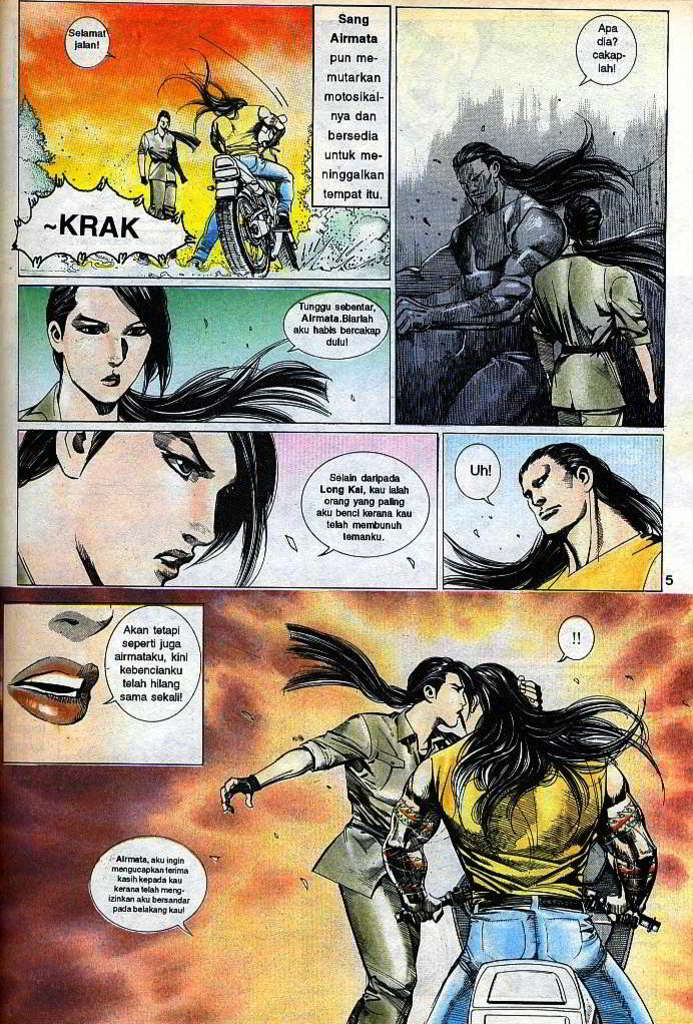 Selamat
jalan!
Sang
Airmata
pun me-
mutarkan
motosikal-
nya dan
bersedia
untuk me-
ninggalkan
tempat itu.
~KRAK
Apa
dia?
cakap-
lah!
Tunggu sebentar,
Airmata.Biarlah
aku habis bercakap
dulu!
Selain daripada
Long Kai, kau ialah
orang yang paling
aku benci kerana kau
telah membunuh
temanku.
Uh!
5
Akan tetapi
seperti juga
airmataku, kini
kebencianku
telah hilang
sama sekali!
!!
Airmata, aku ingin
mengucapkan terima
kasih kepada kau
kerana telah meng-
izinkan aku bersandar
pada belakang kau!